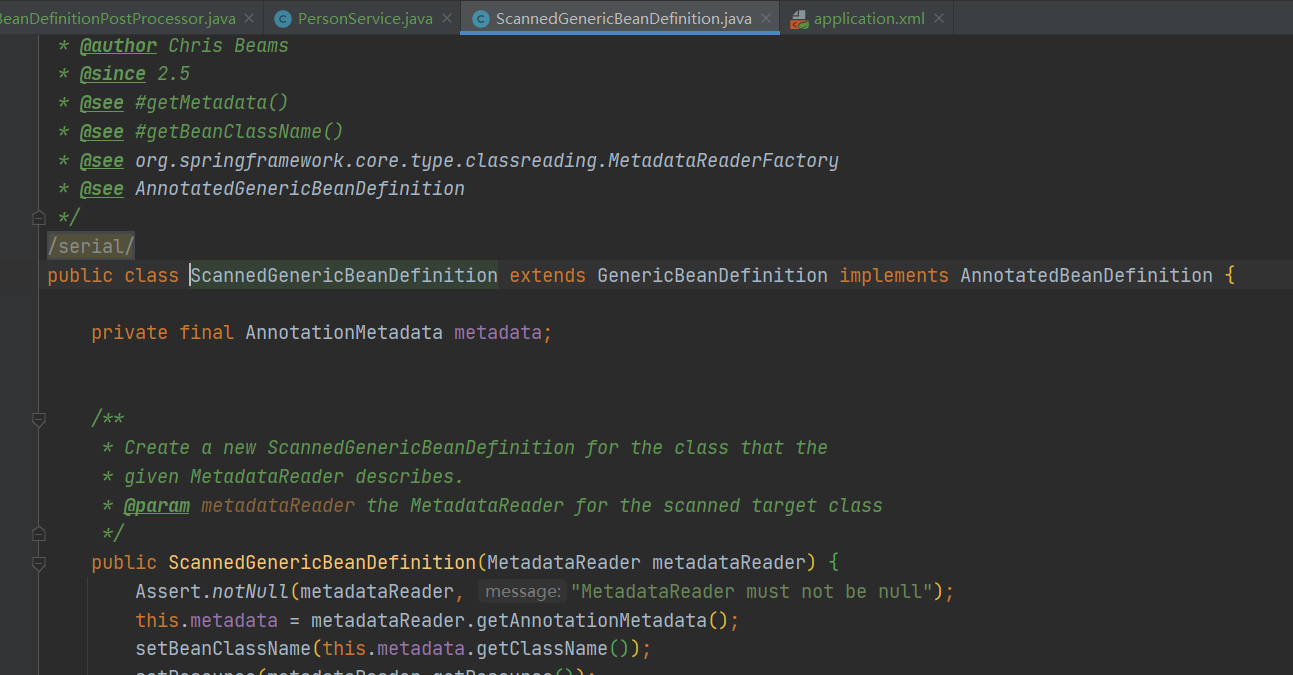 eanDefinitionPostProcessor.java × PersonService.java × ScannedGenericBeanDefinition.java × application.xml ×
* @author Chris Beams
* @since 2.5
* @see #getMetadata()
* @see #getBeanClassName()
* @see org.springframework.core.type.classreading.MetadataReaderFactory
* @see AnnotatedGenericBeanDefinition
*/
/serial/
public class ScannedGenericBeanDefinition extends GenericBeanDefinition implements AnnotatedBeanDefinition {
private final AnnotationMetadata metadata;
/**
* Create a new ScannedGenericBeanDefinition for the class that the
* given MetadataReader describes.
* @param metadataReader the MetadataReader for the scanned target class
*/
public ScannedGenericBeanDefinition(MetadataReader metadataReader) {
Assert.notNull(metadataReader, message: "MetadataReader must not be null");
this.metadata = metadataReader.getAnnotationMetadata();
setBeanClassName(this.metadata.getClassName());
setResource(metadataReader.getResource());